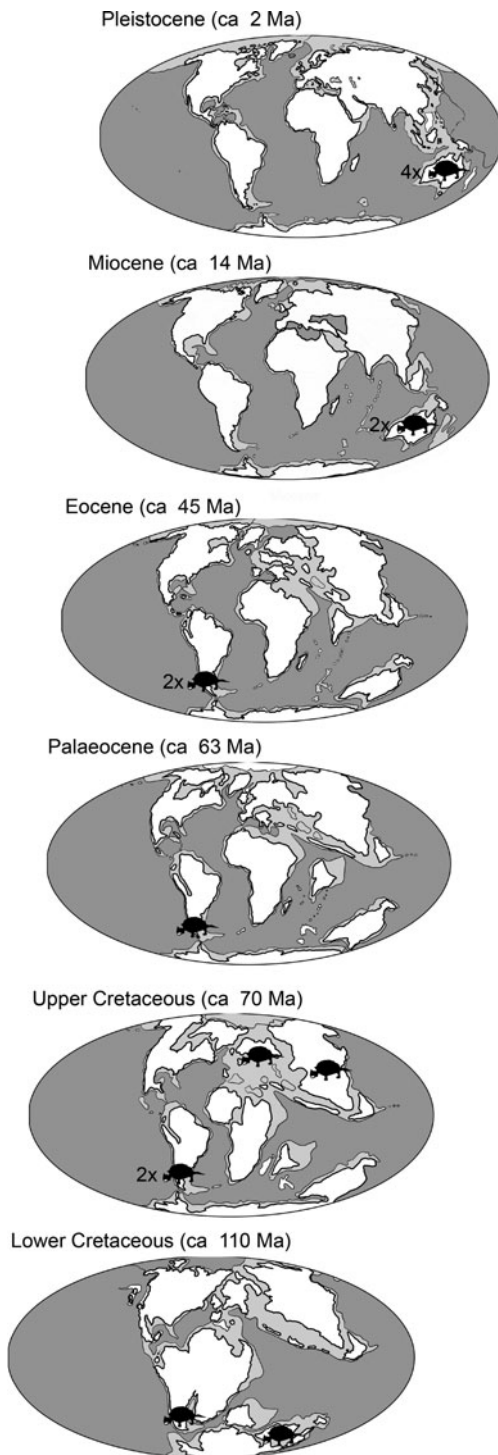 Pleistocene (ca 2 Ma)
4x
Miocene (ca 14 Ma)
2x
Eocene (ca 45 Ma)
2x
Palaeocene (ca 63 Ma)
Upper Cretaceous (ca 70 Ma)
2x
Lower Cretaceous (ca 110 Ma)